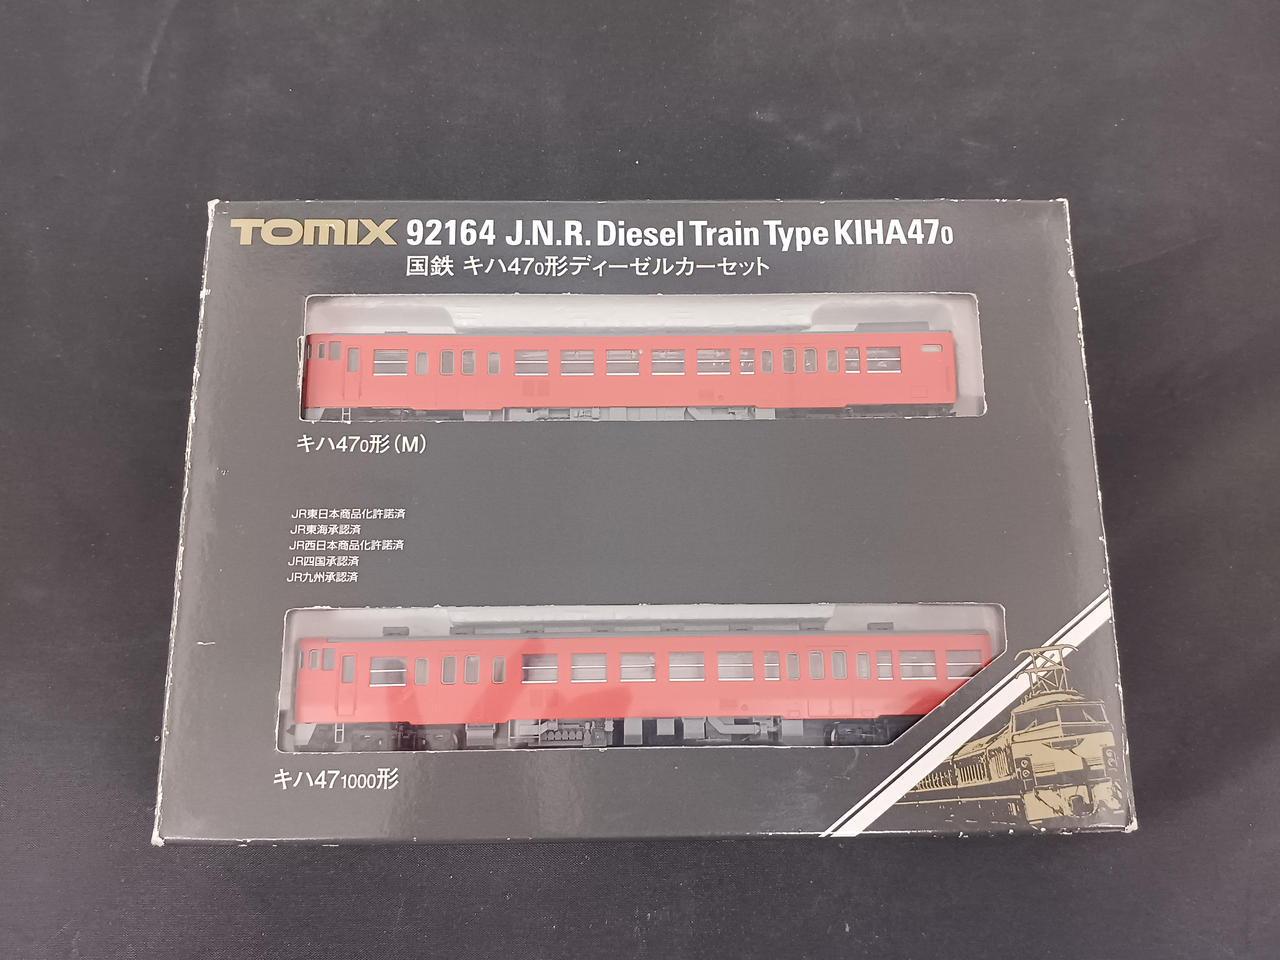 TOMIX 92164 J.N.R. Diesel Train Type KIHA470
国鉄 キハ470形ディーゼルカーセット
キハ470形(M)
JR東日本商品化許諾済
JR東海承認済
JR西日本商品化許諾済
JR四国承認済
JR九州承認済
キハ471000形